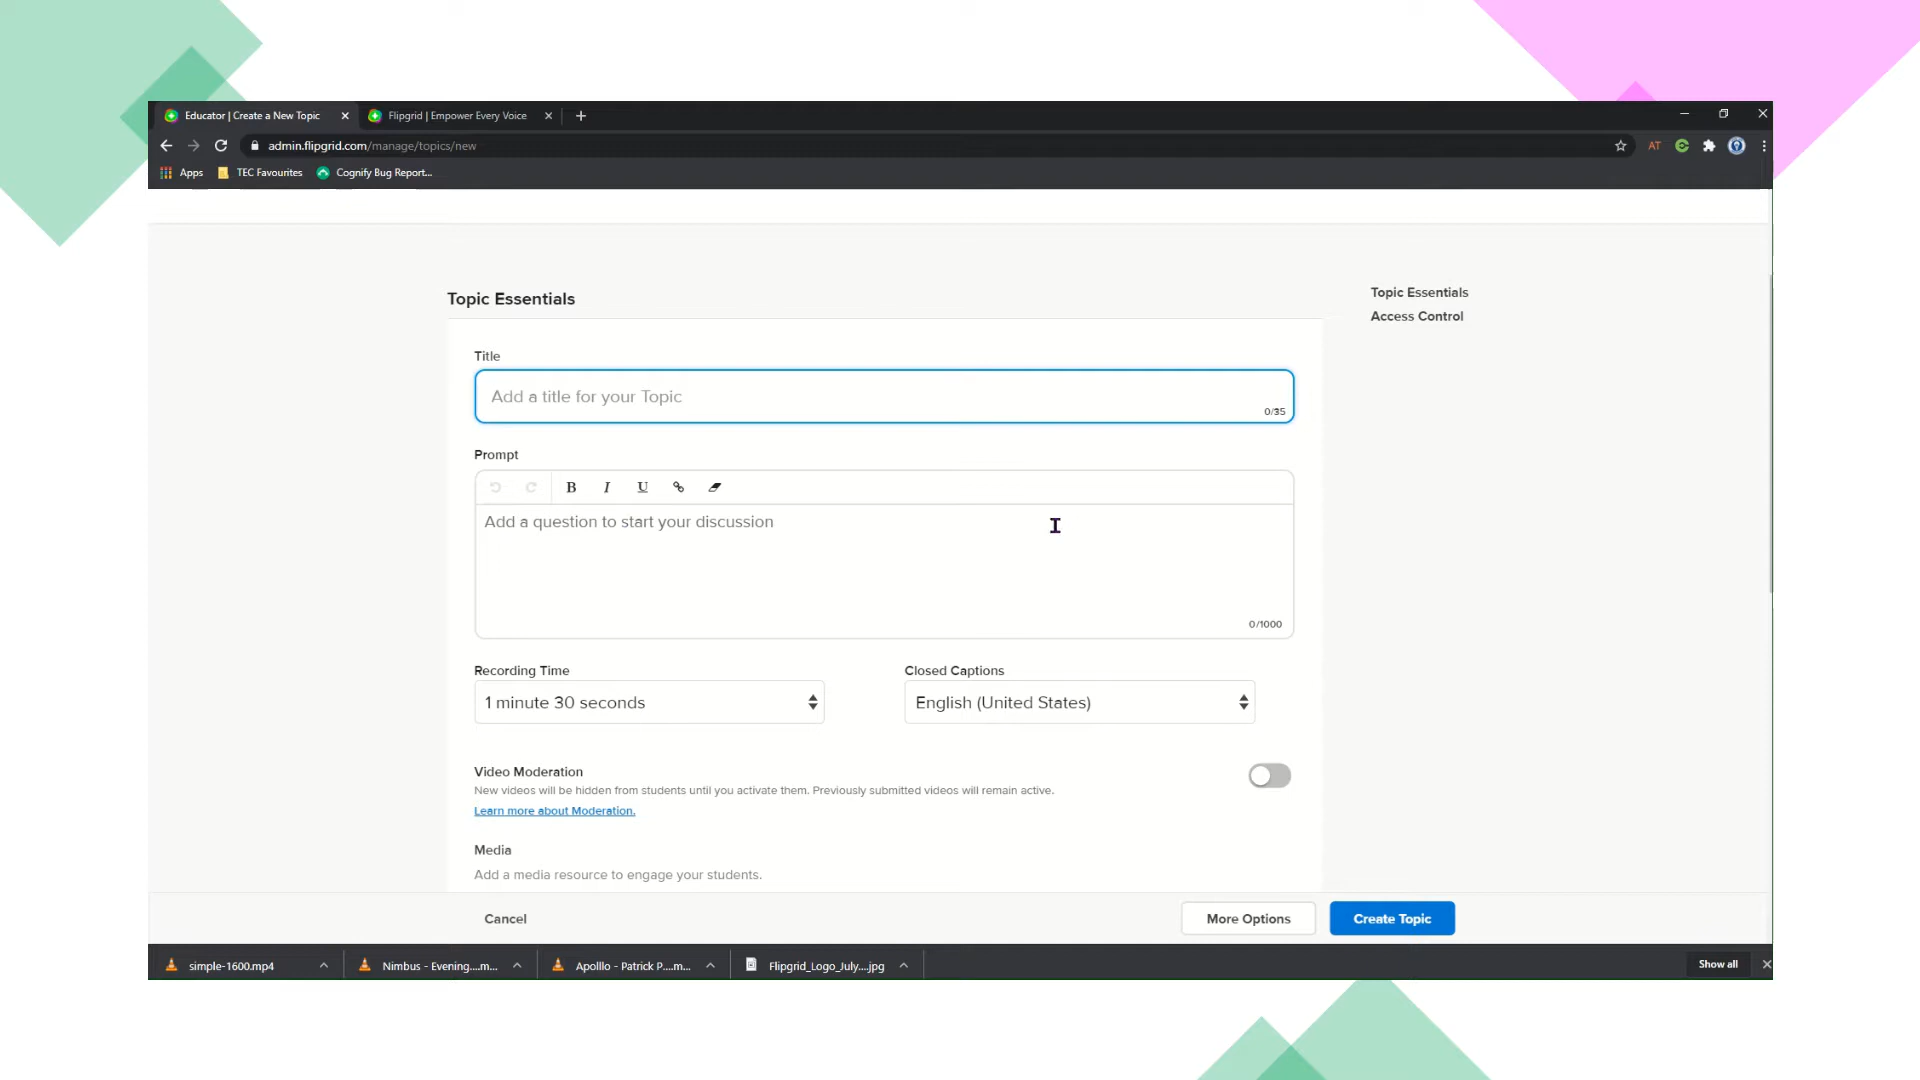 Educator | Create a New Topic
Flipgrid | Empower Every Voice
admin.flipgrid.com/manage/topics/new
AT
Apps
TEC Favourites
Cognify Bug Report...
Topic Essentials
Topic Essentials
Access Control
Title
Add a title for your Topic
0/35
Prompt
B I U
Add a question to start your discussion
0/1000
Recording Time
Closed Captions
1 minute 30 seconds
English (United States)
Video Moderation
New videos will be hidden from students until you activate them. Previously submitted videos will remain active.
Learn more about Moderation.
Media
Add a media resource to engage your students.
Cancel
More Options
Create Topic
simple-1600.mp4
Nimbus - Evening....m...
Apolllo - Patrick P....m...
Flipgrid_Logo_July....jpg
Show all